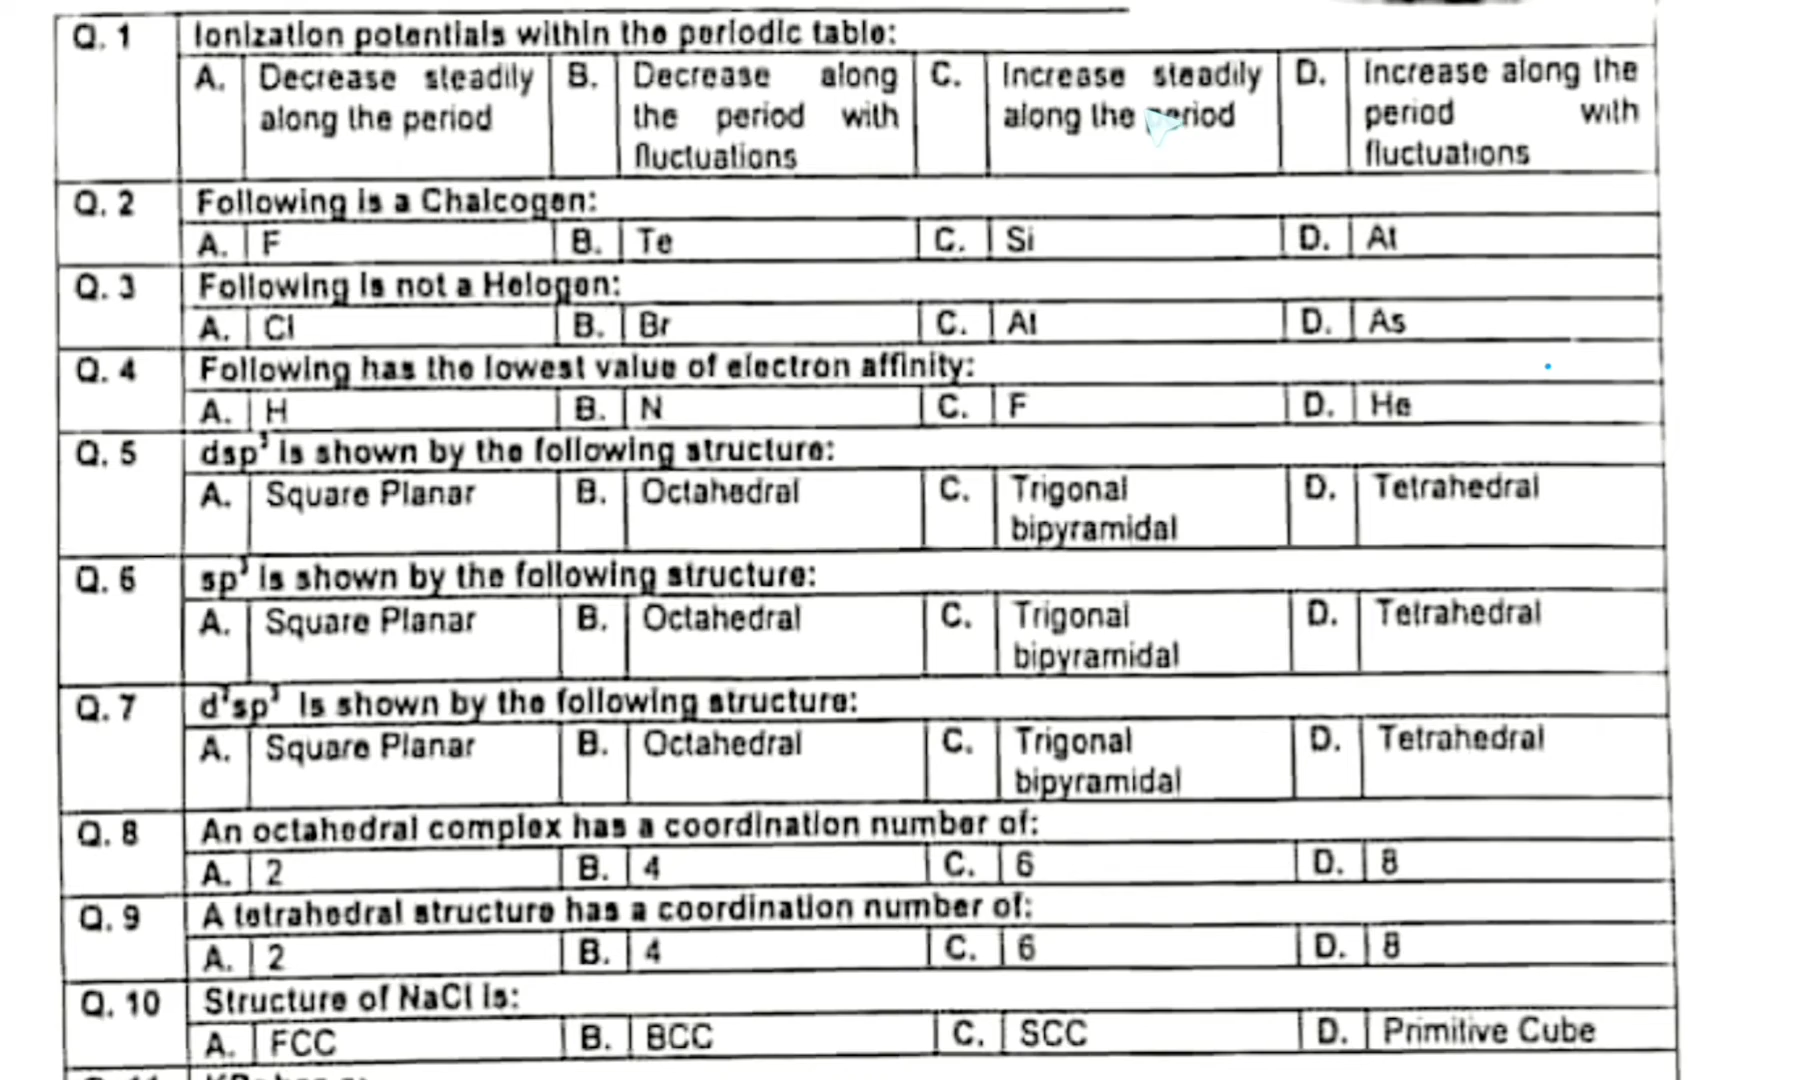 Q. 1 Ionization potentials within the periodic table:
A. Decrease steadily along the period B. Decrease along the period with fluctuations C. Increase steadily along the period D. Increase along the period with fluctuations
Q. 2 Following is a Chalcogen:
A. F B. Te C. Si D. At
Q. 3 Following is not a Halogen:
A. Cl B. Br C. At D. As
Q. 4 Following has the lowest value of electron affinity:
A. H B. N C. F D. He
Q. 5 dsp³ is shown by the following structure:
A. Square Planar B. Octahedral C. Trigonal bipyramidal D. Tetrahedral
Q. 6 sp³ is shown by the following structure:
A. Square Planar B. Octahedral C. Trigonal bipyramidal D. Tetrahedral
Q. 7 d²sp³ is shown by the following structure:
A. Square Planar B. Octahedral C. Trigonal bipyramidal D. Tetrahedral
Q. 8 An octahedral complex has a coordination number of:
A. 2 B. 4 C. 6 D. 8
Q. 9 A tetrahedral structure has a coordination number of:
A. 2 B. 4 C. 6 D. 8
Q. 10 Structure of NaCl is:
A. FCC B. BCC C. SCC D. Primitive Cube